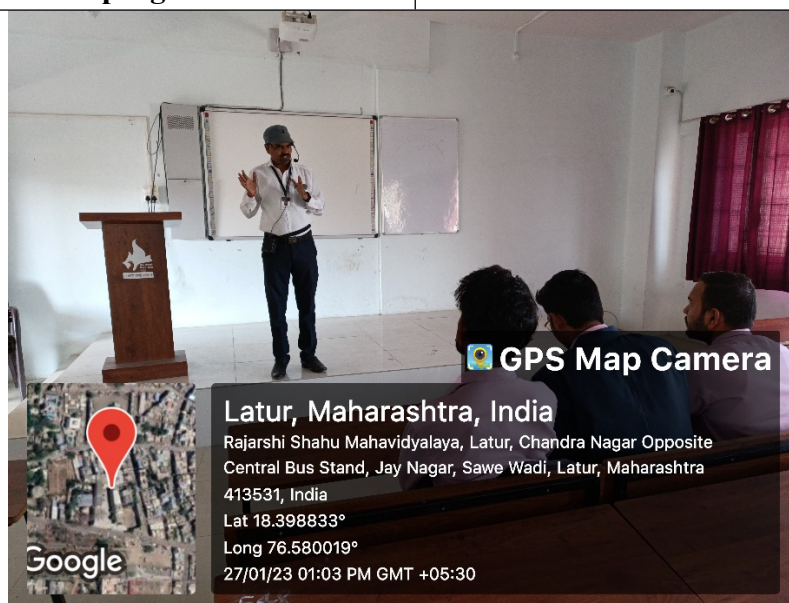 GPS Map Camera
Latur, Maharashtra, India
Rajarshi Shahu Mahavidyalaya, Latur, Chandra Nagar Opposite
Central Bus Stand, Jay Nagar, Sawe Wadi, Latur, Maharashtra
413531, India
Lat 18.398833°
Long 76.580019°
27/01/23 01:03 PM GMT +05:30
Google